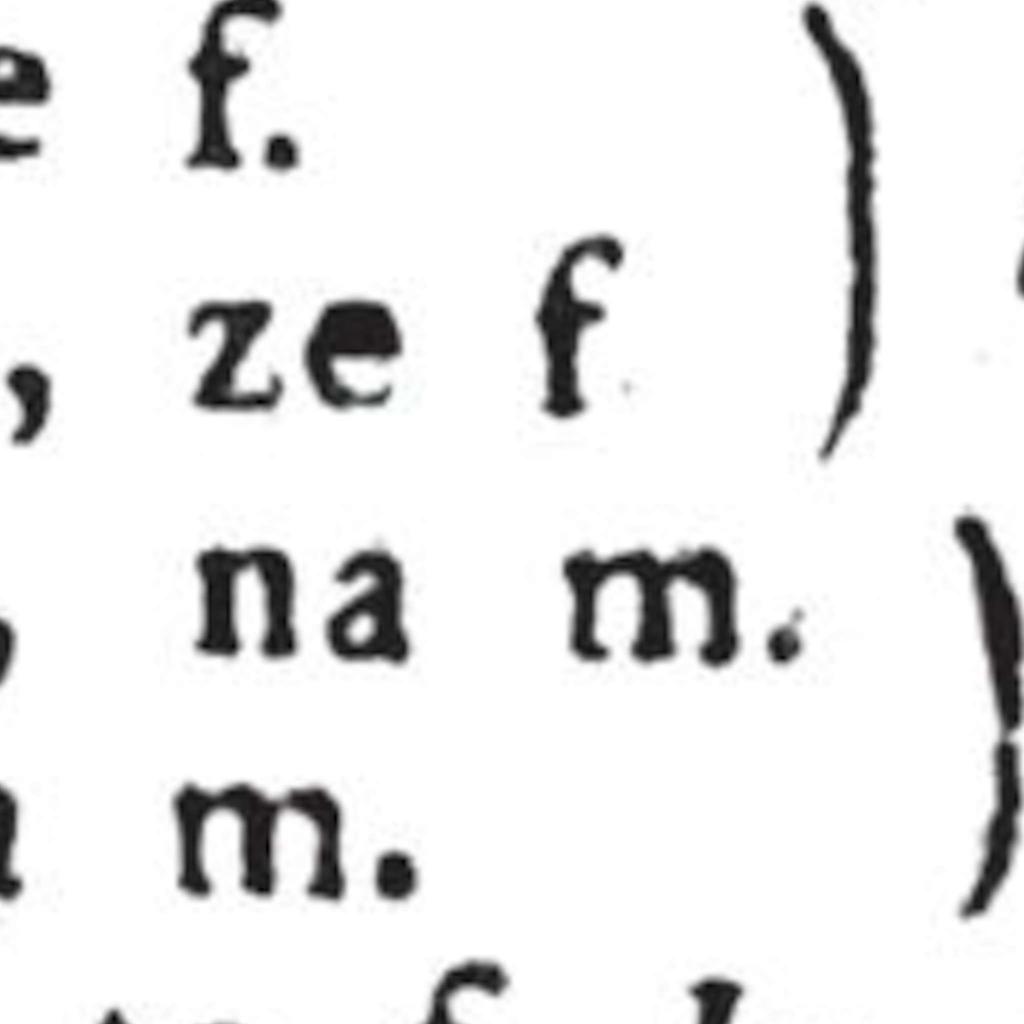 e f.
, ze f
, na m.
m.